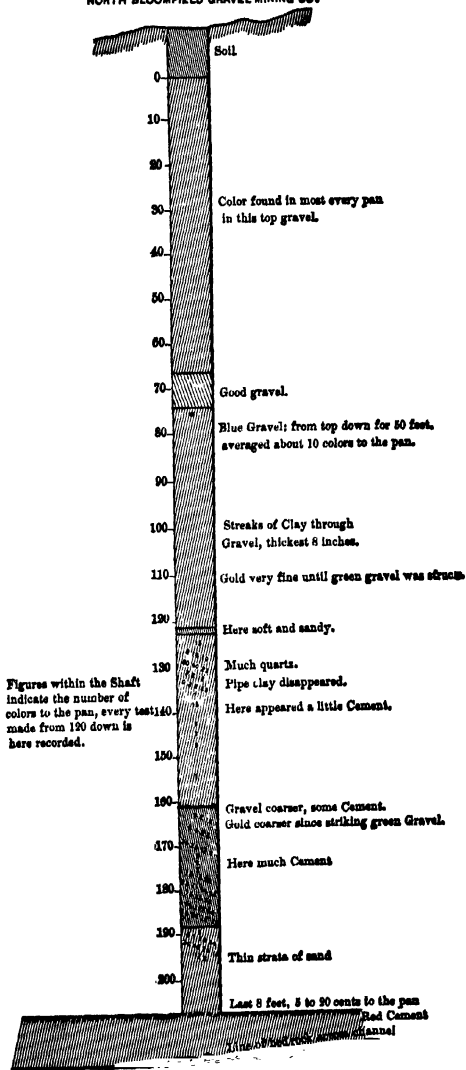 NORTH BLOOMFIELD GRAVEL MINING CO.
Soil
0
10
20
30
Color found in most every pan
in this top gravel.
40
50
60
70
Good gravel.
80
Blue Gravel; from top down for 50 feet.
averaged about 10 colors to the pan.
90
100
Streaks of Clay through
Gravel, thickest 8 inches.
110
Gold very fine until green gravel was struck.
120
Here soft and sandy.
130
Much quartz.
Pipe clay disappeared.
Figures within the Shaft
indicate the number of
colors to the pan, every test
made from 120 down is
here recorded.
140
Here appeared a little Cement.
150
160
Gravel coarser, some Cement.
Gold coarser since striking green Gravel.
170
Here much Cement
180
190
Thin strata of sand
200
Last 8 feet, 5 to 20 cents to the pan
Red Cement
Line of bed rock across channel